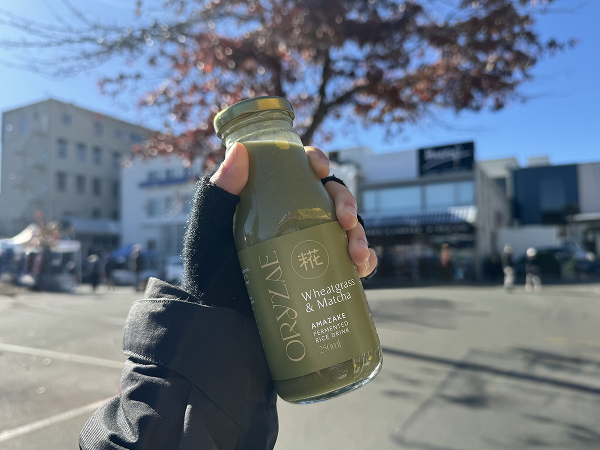 糀
ORYZAE
Wheatgrass
& Matcha
AMAZAKE
FERMENTED
RICE DRINK
250ml